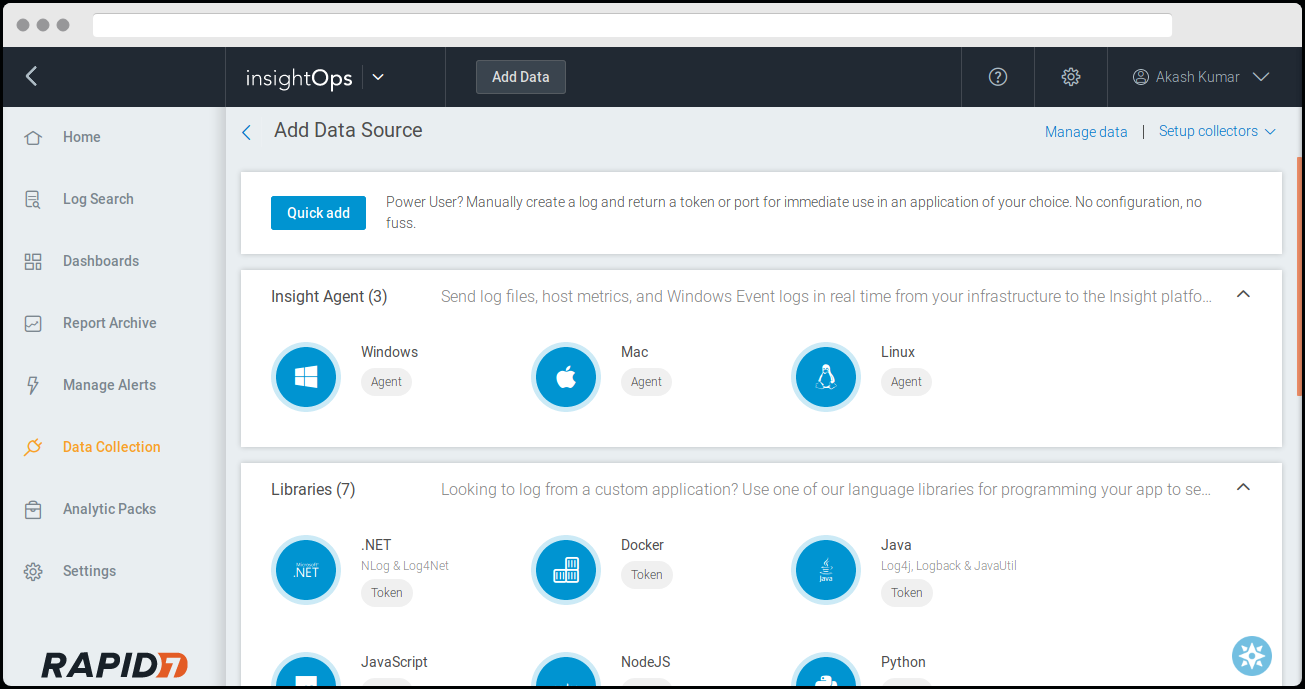 insightOps
Add Data
Akash Kumar
Home
Log Search
Dashboards
Report Archive
Manage Alerts
Data Collection
Analytic Packs
Settings
RAPID7
Add Data Source
Manage data | Setup collectors
Quick add
Power User? Manually create a log and return a token or port for immediate use in an application of your choice. No configuration, no
fuss.
Insight Agent (3)
Send log files, host metrics, and Windows Event logs in real time from your infrastructure to the Insight platfo...
Windows
Agent
Mac
Agent
Linux
Agent
Libraries (7)
Looking to log from a custom application? Use one of our language libraries for programming your app to se...
Microsoft
.NET
.NET
NLog & Log4Net
Token
Docker
Token
Java
Java
Log4j, Logback & JavaUtil
Token
JavaScript
NodeJS
Python